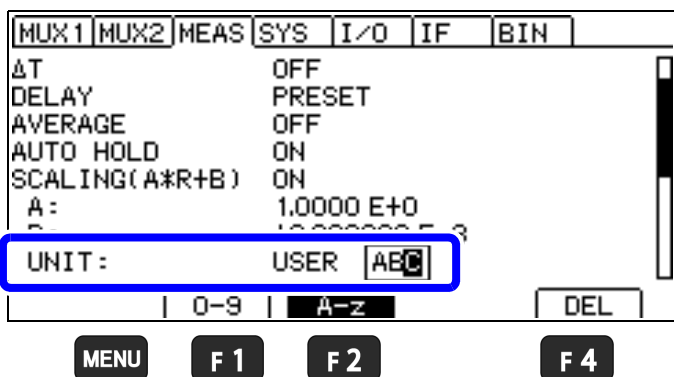 MUX1 MUX2 MEAS SYS I/O IF BIN
ΔT OFF
DELAY PRESET
AVERAGE OFF
AUTO HOLD ON
SCALING(A*R+B) ON
A: 1.0000 E+0
UNIT: USER ABC
0-9 A-z DEL
MENU F1 F2 F4